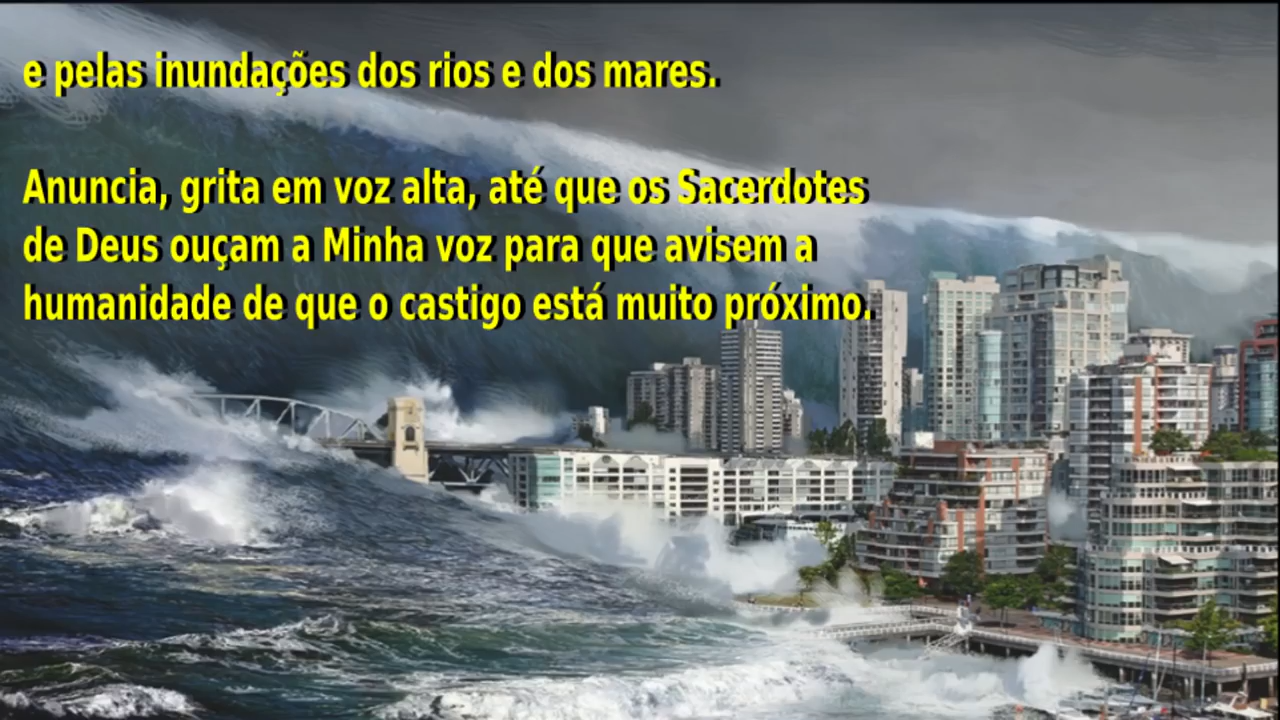 e pelas inundações dos rios e dos mares.
Anuncia, grita em voz alta, até que os Sacerdotes
de Deus ouçam a Minha voz para que avisem a
humanidade de que o castigo está muito próximo.